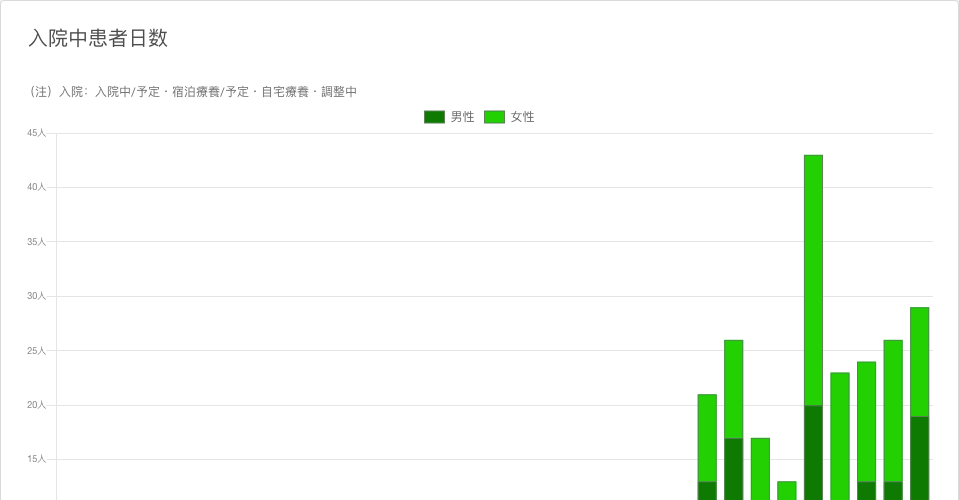 入院中患者日数
（注）入院：入院中/予定・宿泊療養/予定・自宅療養・調整中
男性 女性
45人
40人
35人
30人
25人
20人
15人